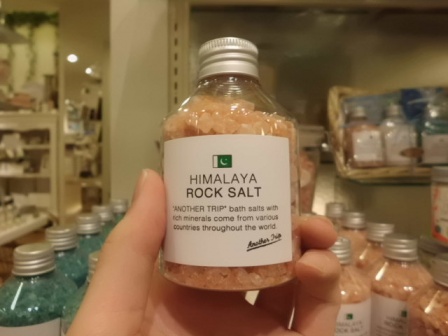 HIMALAYA
ROCK SALT
"ANOTHER TRIP" bath salts with
rich minerals come from various
countries throughout the world.
Another Trip